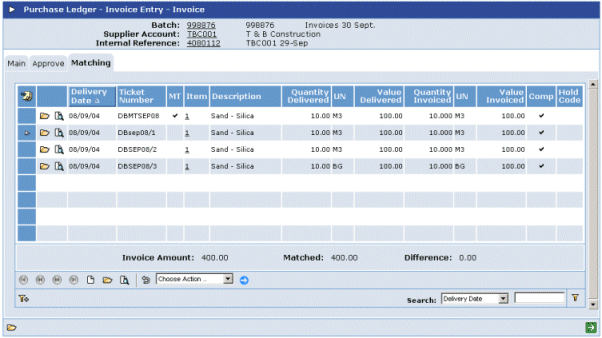 Purchase Ledger - Invoice Entry - Invoice
Batch: 998876 998876 Invoices 30 Sept.
Supplier Account: TBC001 T & B Construction
Internal Reference: 4080112 TBC001 29-Sep
Main Approve Matching
Delivery Date Ticket Number MT Item Description Quantity Delivered UN Value Delivered Quantity Invoiced UN Value Invoiced Comp Hold Code
08/09/04 DBMTSEP08 ✔ 1 Sand - Silica 10.00 M3 100.00 10.000 M3 100.00 ✔
08/09/04 DBsep08/1 1 Sand - Silica 10.00 M3 100.00 10.000 M3 100.00 ✔
08/09/04 DBSEP08/2 1 Sand - Silica 10.00 M3 100.00 10.000 M3 100.00 ✔
08/09/04 DBSEP08/3 1 Sand - Silica 10.00 BG 100.00 10.000 BG 100.00 ✔
Invoice Amount: 400.00 Matched: 400.00 Difference: 0.00
Choose Action ..
Search: Delivery Date